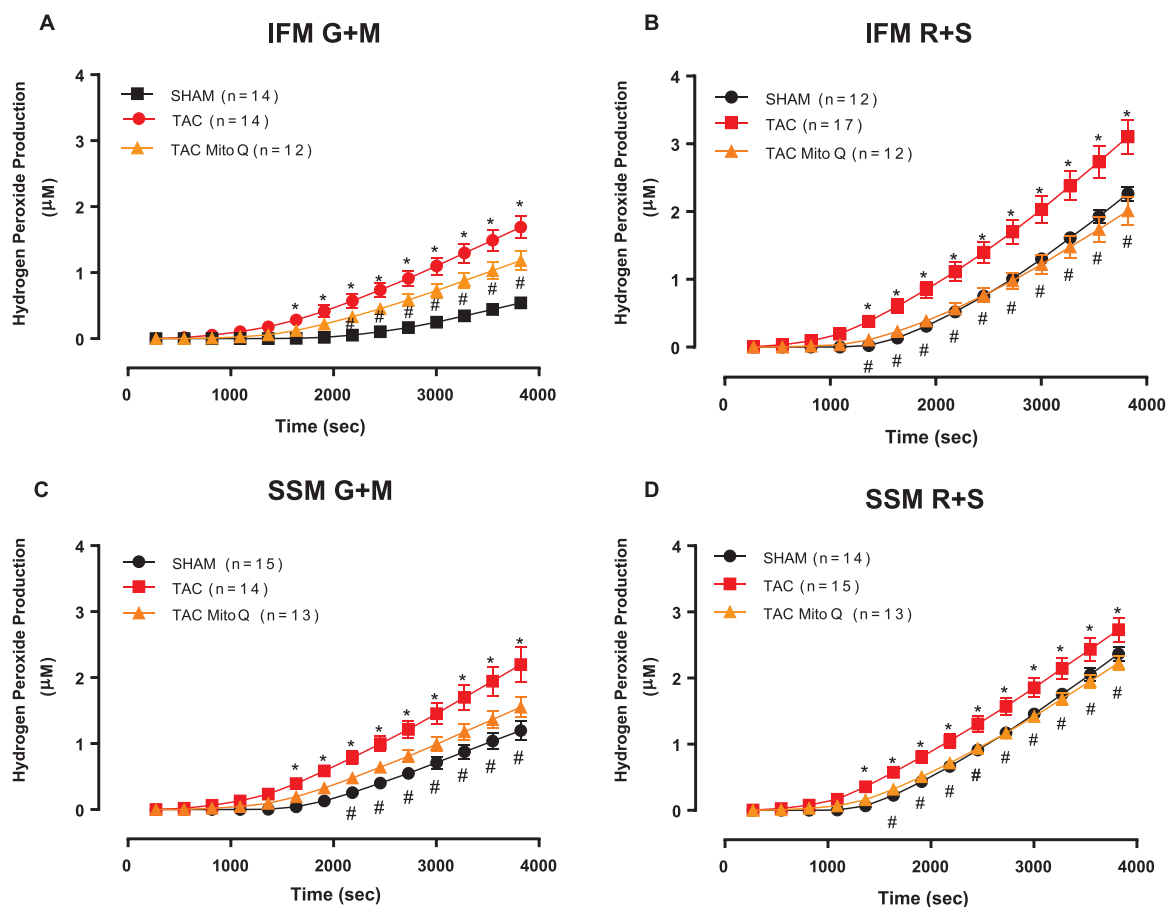 A
IFM G+M
Hydrogen Peroxide Production
(μM)
4
3
2
1
0
SHAM (n=14)
TAC (n=14)
TAC MitoQ (n=12)
* * * * * * * * *
# # # # # # #
0 1000 2000 3000 4000
Time (sec)
B
IFM R+S
Hydrogen Peroxide Production
(μM)
4
3
2
1
0
SHAM (n=12)
TAC (n=17)
TAC MitoQ (n=12)
* * * * * * * * * *
# # # # # # # # # #
0 1000 2000 3000 4000
Time (sec)
C
SSM G+M
Hydrogen Peroxide Production
(μM)
4
3
2
1
0
SHAM (n=15)
TAC (n=14)
TAC MitoQ (n=13)
* * * * * * * * *
# # # # # # #
0 1000 2000 3000 4000
Time (sec)
D
SSM R+S
Hydrogen Peroxide Production
(μM)
4
3
2
1
0
SHAM (n=14)
TAC (n=15)
TAC MitoQ (n=13)
* * * * * * * * * *
# # # # # # # # #
0 1000 2000 3000 4000
Time (sec)